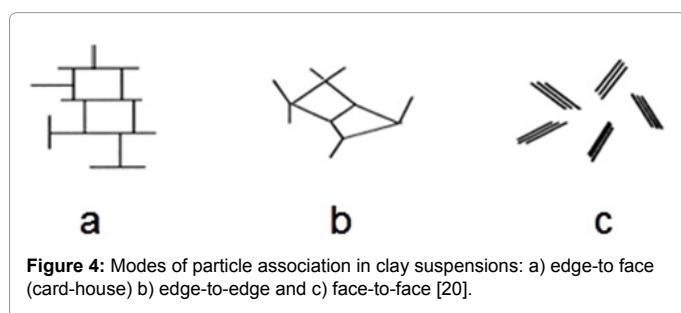 a b c
Figure 4: Modes of particle association in clay suspensions: a) edge-to face
(card-house) b) edge-to-edge and c) face-to-face [20].